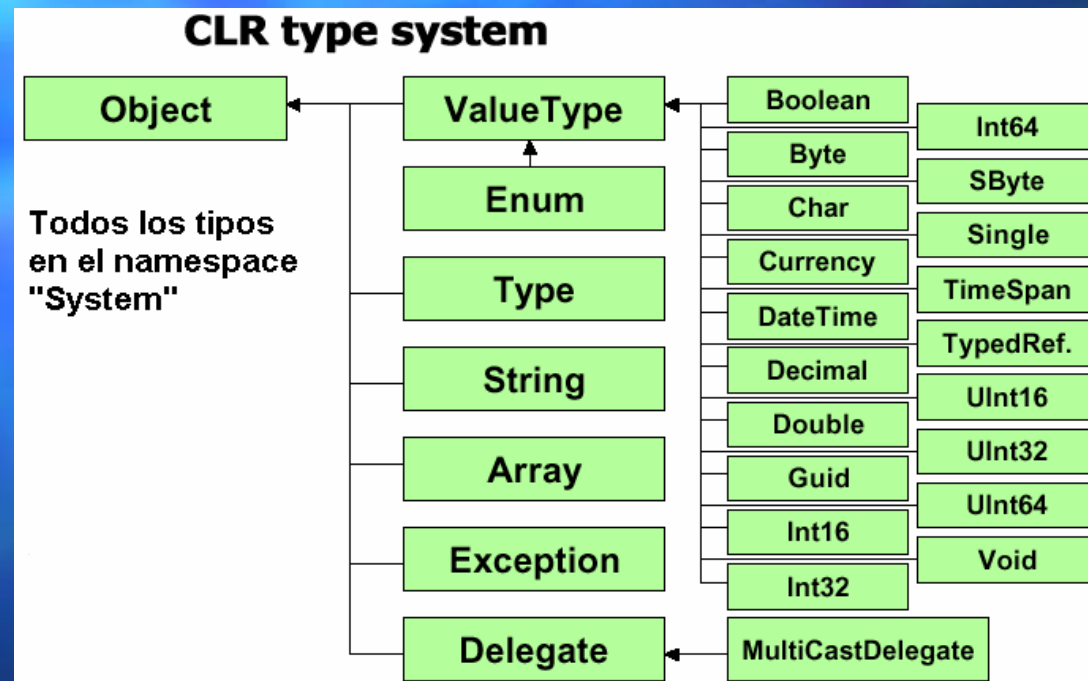 CLR type system
Object
Todos los tipos
en el namespace
"System"
ValueType
Enum
Type
String
Array
Exception
Delegate
Boolean
Byte
Char
Currency
DateTime
Decimal
Double
Guid
Int16
Int32
Int64
SByte
Single
TimeSpan
TypedRef.
UInt16
UInt32
UInt64
Void
MultiCastDelegate